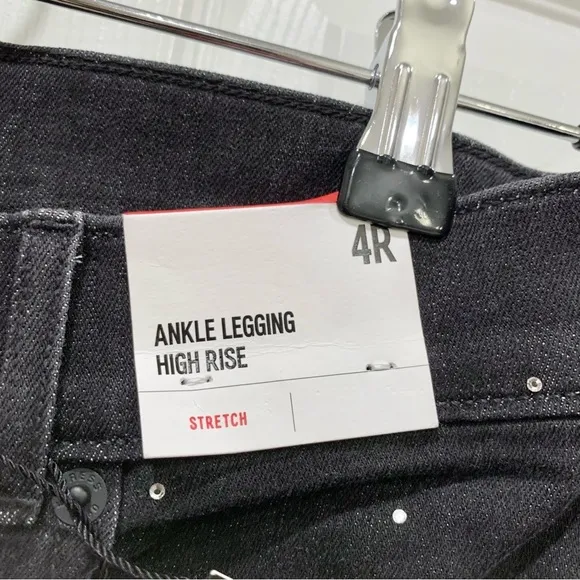 4R
ANKLE LEGGING
HIGH RISE
STRETCH